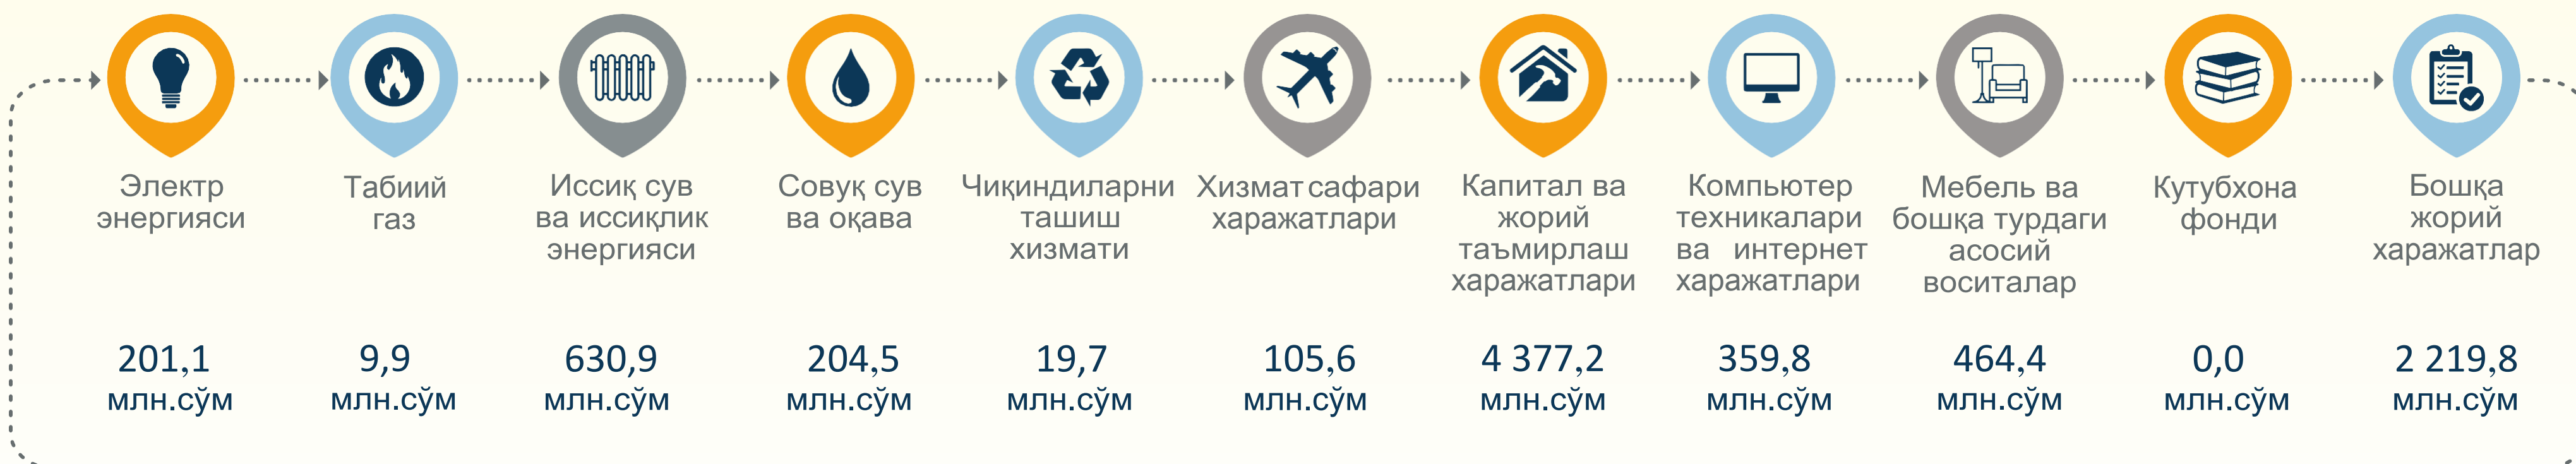 Электр
энергияси
201,1
млн.сўм
Табиий
газ
9,9
млн.сўм
Иссиқ сув
ва иссиқлик
энергияси
630,9
млн.сўм
Совуқ сув
ва оқава
204,5
млн.сўм
Чиқиндиларни
ташиш
хизмати
19,7
млн.сўм
Хизмат сафари
харажатлари
105,6
млн.сўм
Капитал ва
жорий
таъмирлаш
харажатлари
4 377,2
млн.сўм
Компьютер
техникалари
ва интернет
харажатлари
359,8
млн.сўм
Мебель ва
бошқа турдаги
асосий
воситалар
464,4
млн.сўм
Кутубхона
фонди
0,0
млн.сўм
Бошқа
жорий
харажатлар
2 219,8
млн.сўм